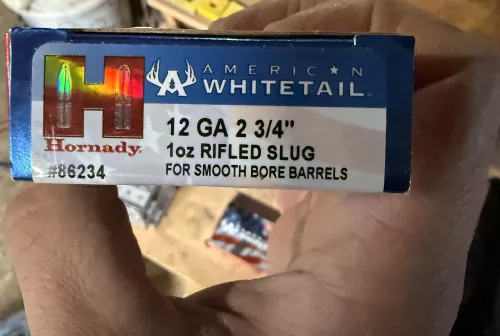 AMERICAN
WHITETAIL
H
Hornady
12 GA 2 3/4"
1oz RIFLED SLUG
#86234
FOR SMOOTH BORE BARRELS